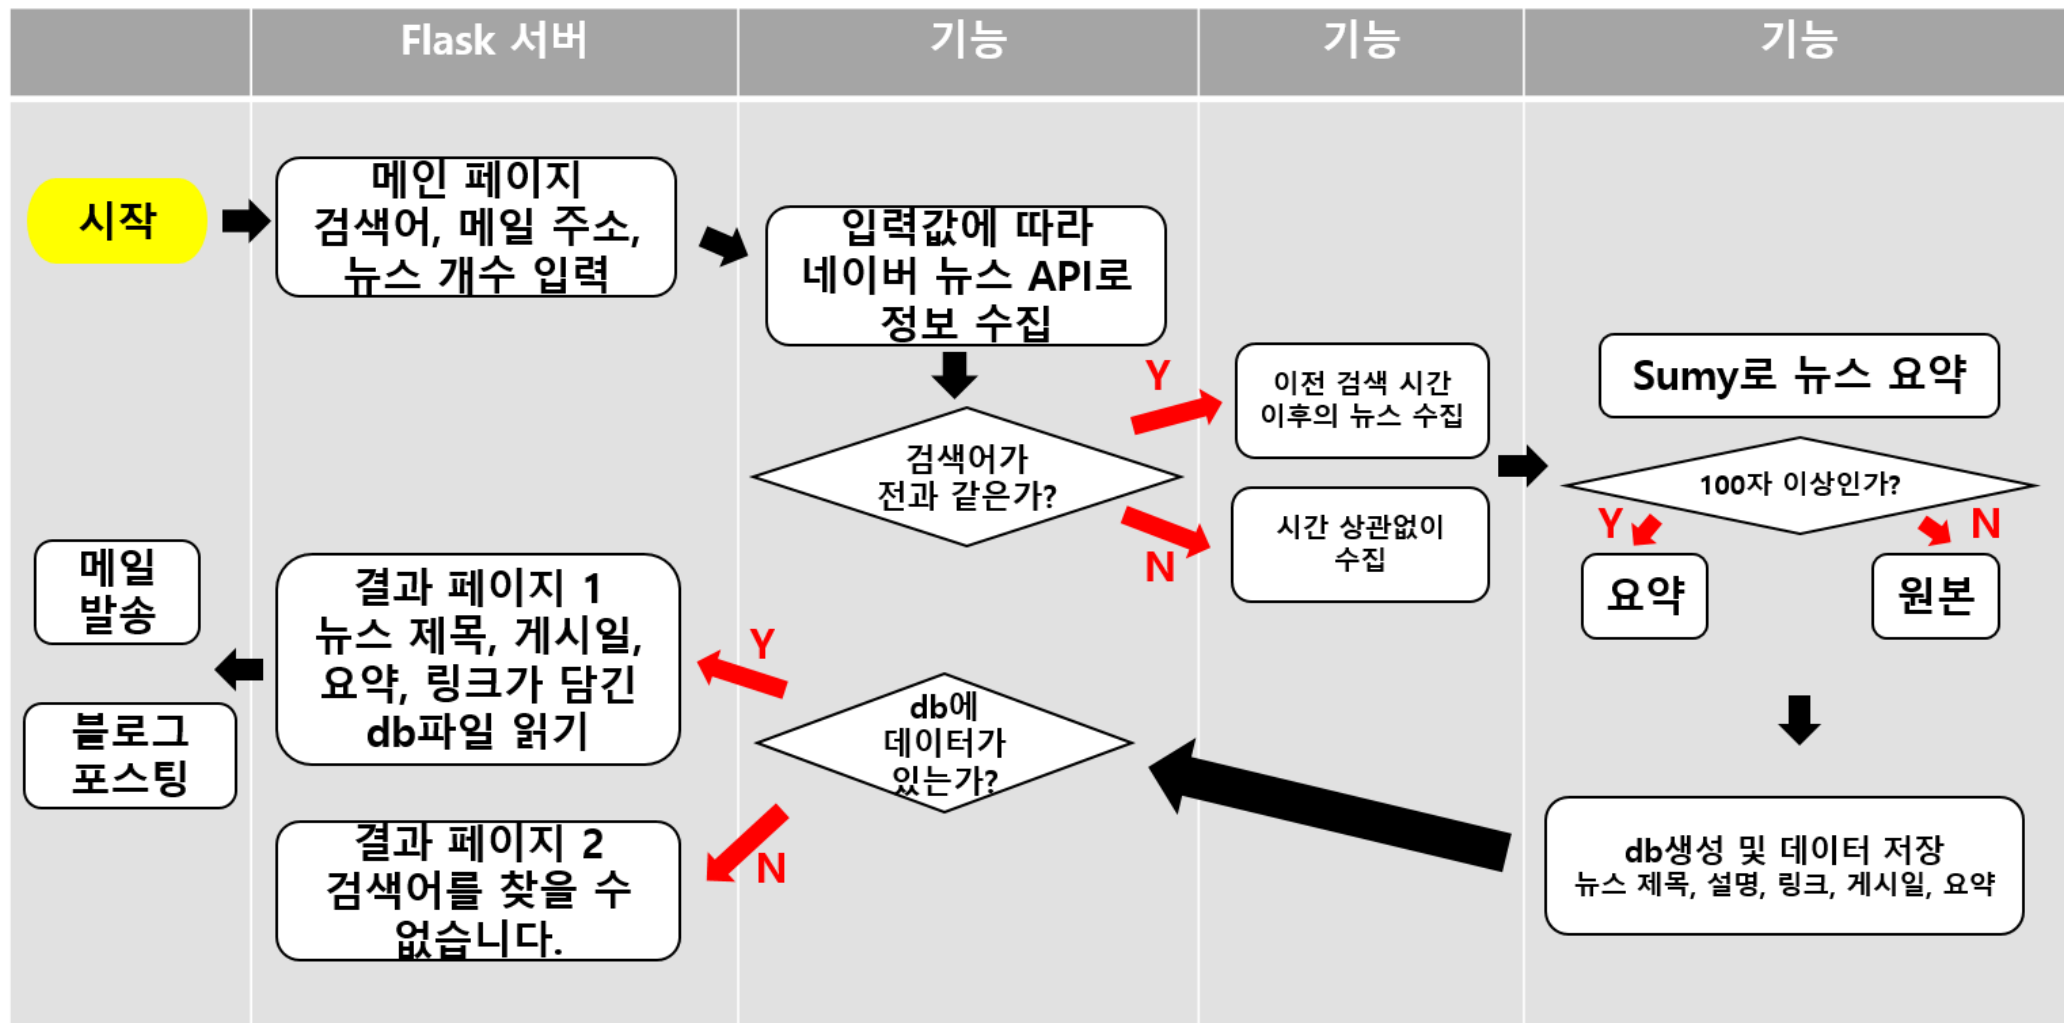 Flask 서버
기능
기능
기능
시작
메인 페이지
검색어, 메일 주소,
뉴스 개수 입력
입력값에 따라
네이버 뉴스 API로
정보 수집
검색어가
전과 같은가?
Y
N
이전 검색 시간
이후의 뉴스 수집
시간 상관없이
수집
Sumy로 뉴스 요약
100자 이상인가?
Y
N
요약
원본
db생성 및 데이터 저장
뉴스 제목, 설명, 링크, 게시일, 요약
db에
데이터가
있는가?
Y
N
결과 페이지 1
뉴스 제목, 게시일,
요약, 링크가 담긴
db파일 읽기
결과 페이지 2
검색어를 찾을 수
없습니다.
메일
발송
블로그
포스팅